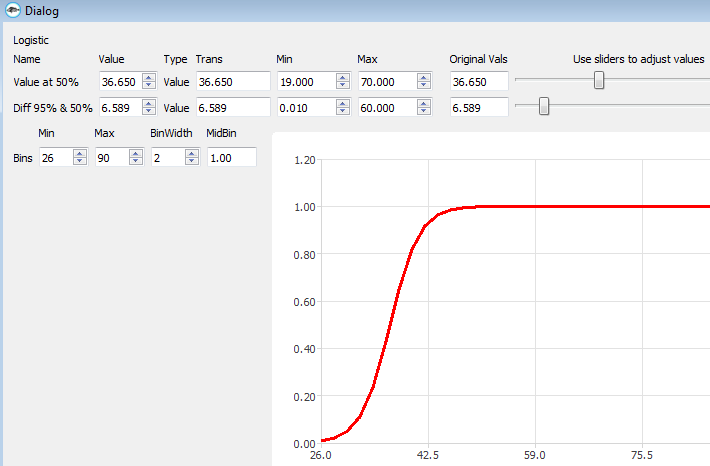 Dialog
Logistic
Name Value Type Trans Min Max Original Vals Use sliders to adjust values
Value at 50% 36.650 Value 36.650 19.000 70.000 36.650
Diff 95% & 50% 6.589 Value 6.589 0.010 60.000 6.589
Min Max BinWidth MidBin
Bins 26 90 2 1.00
1.20
1.00
0.80
0.60
0.40
0.20
0.00
26.0 42.5 59.0 75.5